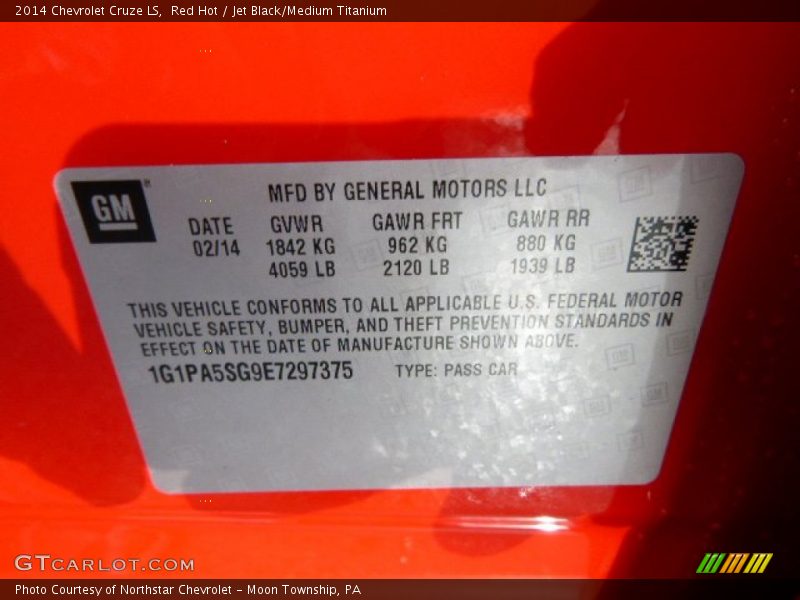 2014 Chevrolet Cruze LS,  Red Hot / Jet Black/Medium Titanium
GM
MFD BY GENERAL MOTORS LLC
DATE GVWR GAWR FRT GAWR RR
02/14 1842 KG 962 KG 880 KG
4059 LB 2120 LB 1939 LB
THIS VEHICLE CONFORMS TO ALL APPLICABLE U.S. FEDERAL MOTOR
VEHICLE SAFETY, BUMPER, AND THEFT PREVENTION STANDARDS IN
EFFECT ON THE DATE OF MANUFACTURE SHOWN ABOVE.
1G1PA5SG9E7297375 TYPE: PASS CAR
GTCARLOT.COM
Photo Courtesy of Northstar Chevrolet - Moon Township, PA